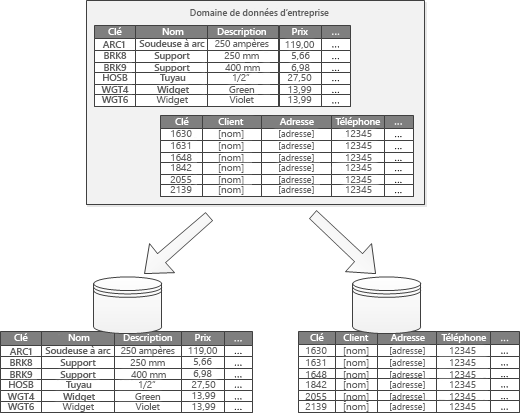 Domaine de données d'entreprise
Clé Nom Description Prix ...
ARC1 Soudeuse à arc 250 ampères 119,00 ...
BRK8 Support 250 mm 5,66 ...
BRK9 Support 400 mm 6,98 ...
HOSB Tuyau 1/2" 27,50 ...
WGT4 Widget Green 13,99 ...
WGT6 Widget Violet 13,99 ...
Clé Client Adresse Téléphone ...
1630 [nom] [adresse] 12345 ...
1631 [nom] [adresse] 12345 ...
1648 [nom] [adresse] 12345 ...
1842 [nom] [adresse] 12345 ...
2055 [nom] [adresse] 12345 ...
2139 [nom] [adresse] 12345 ...
Clé Nom Description Prix ...
ARC1 Soudeuse à arc 250 ampères 119,00 ...
BRK8 Support 250 mm 5,66 ...
BRK9 Support 400 mm 6,98 ...
HOSB Tuyau 1/2" 27,50 ...
WGT4 Widget Green 13,99 ...
WGT6 Widget Violet 13,99 ...
Clé Client Adresse Téléphone ...
1630 [nom] [adresse] 12345 ...
1631 [nom] [adresse] 12345 ...
1648 [nom] [adresse] 12345 ...
1842 [nom] [adresse] 12345 ...
2055 [nom] [adresse] 12345 ...
2139 [nom] [adresse] 12345 ...